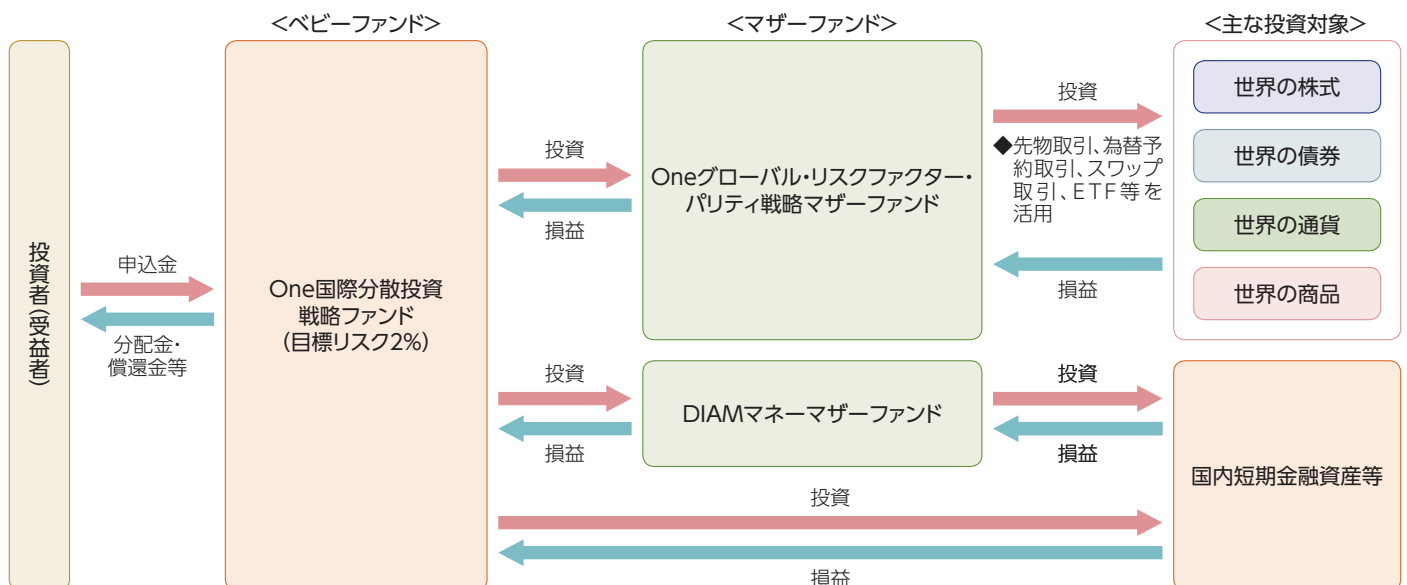 <ベビーファンド>
<マザーファンド>
<主な投資対象>
投資者(受益者)
申込金
分配金・
償還金等
One国際分散投資
戦略ファンド
(目標リスク2%)
投資
損益
Oneグローバル・リスクファクター・
パリティ戦略マザーファンド
投資
◆先物取引、為替予
約取引、スワップ
取引、ETF等を
活用
損益
世界の株式
世界の債券
世界の通貨
世界の商品
投資
損益
DIAMマネーマザーファンド
投資
損益
国内短期金融資産等
投資
損益